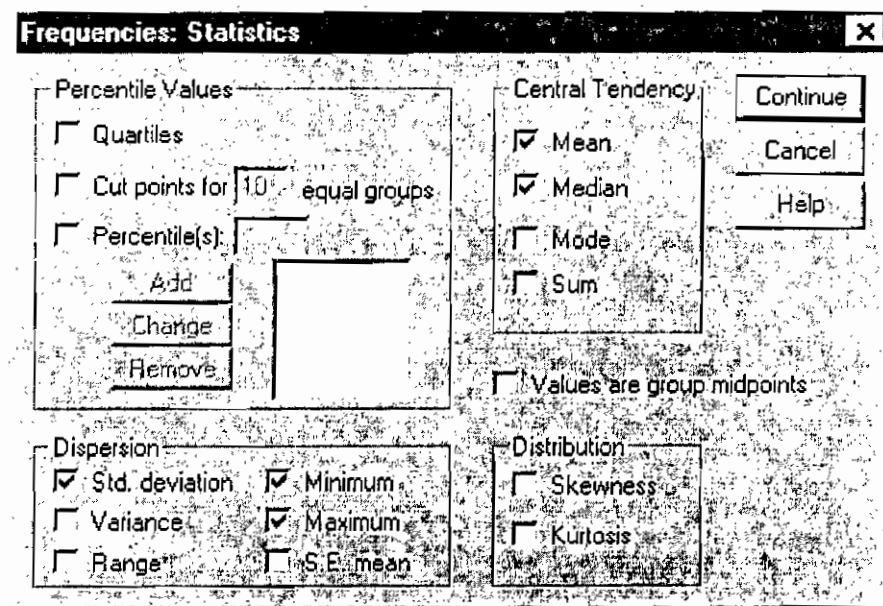 Frequencies: Statistics
Percentile Values
Quartiles
Cut points for 10 equal groups
Percentile(s):
Add
Change
Remove
Central Tendency
Mean
Median
Mode
Sum
Continue
Cancel
Help
Values are group midpoints
Dispersion
Std. deviation Minimum
Variance Maximum
Range S.E. mean
Distribution
Skewness
Kurtosis